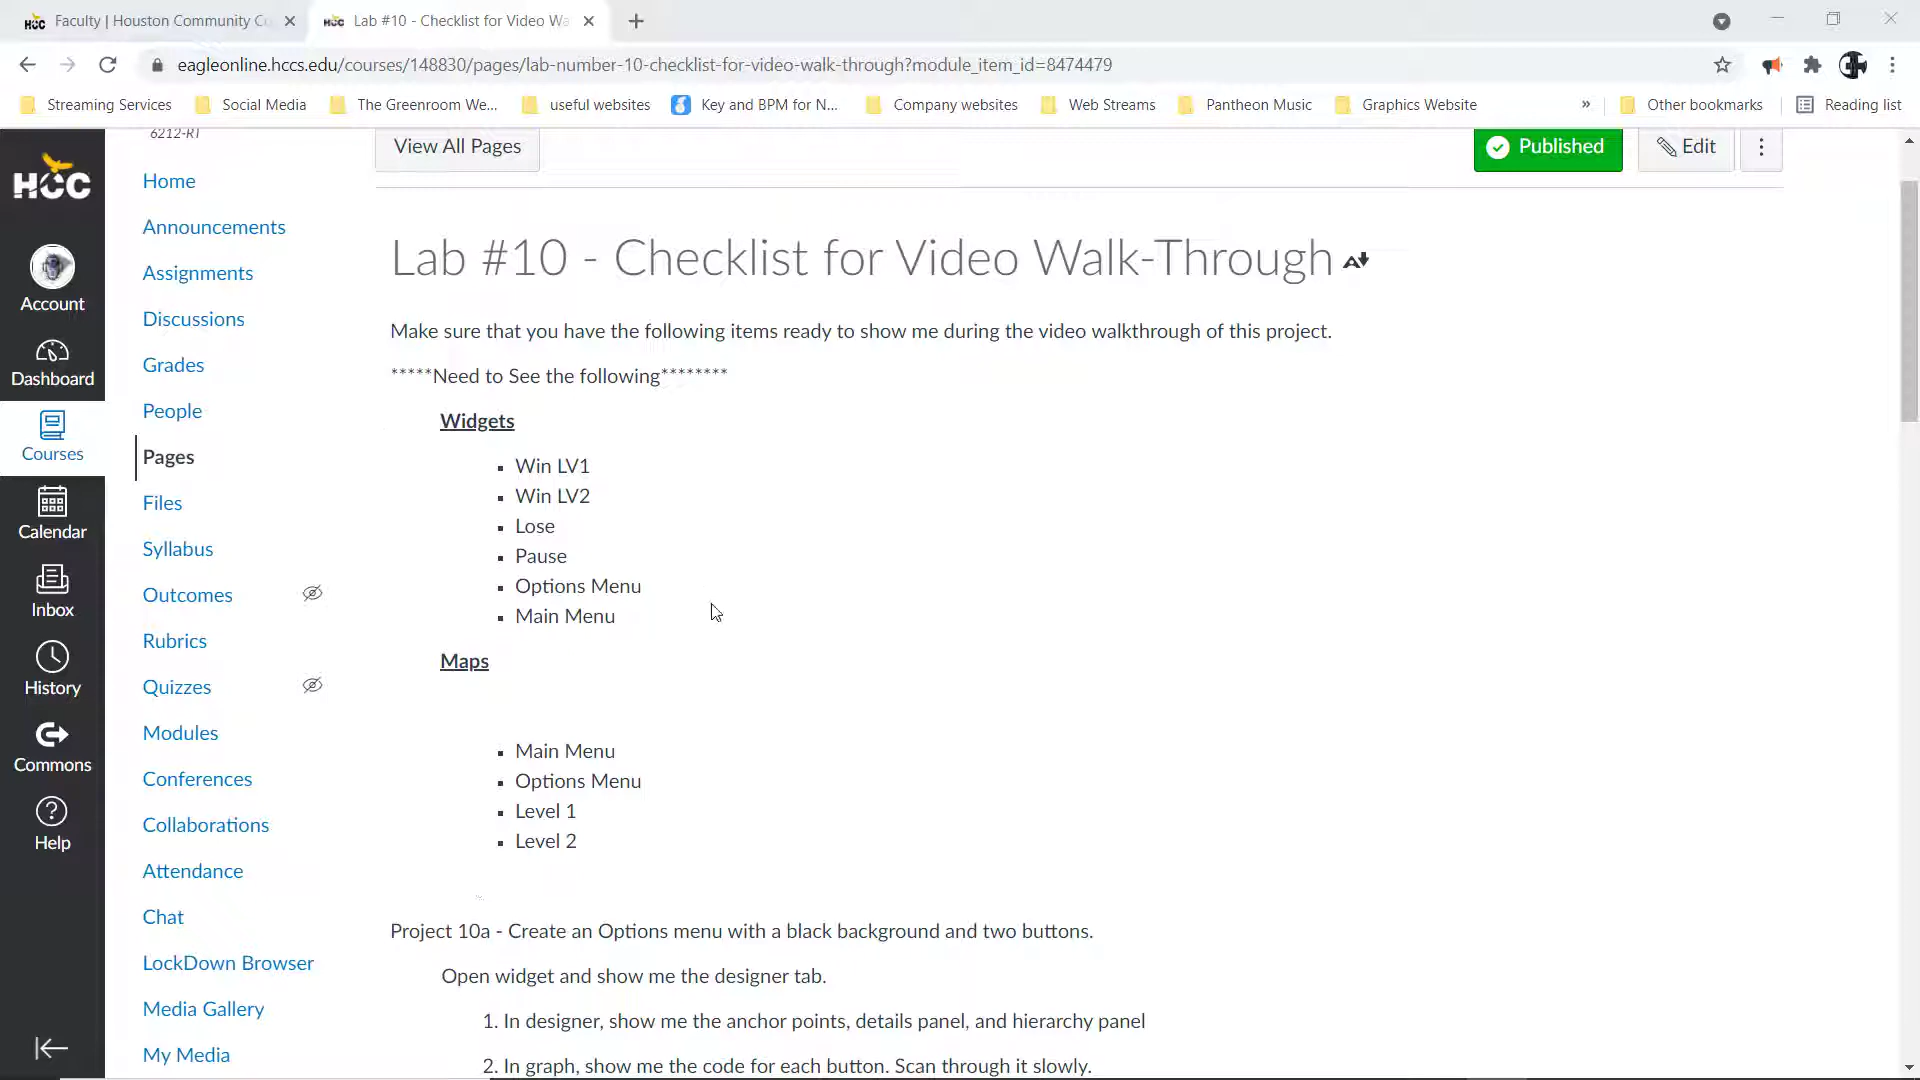 Faculty | Houston Community Co
Lab #10 - Checklist for Video Wa
eagleonline.hccs.edu/courses/148830/pages/lab-number-10-checklist-for-video-walk-through?module_item_id=8474479
Streaming Services
Social Media
The Greenroom We...
useful websites
Key and BPM for N...
Company websites
Web Streams
Pantheon Music
Graphics Website
»
Other bookmarks
Reading list
HCC
Account
Dashboard
Courses
Calendar
Inbox
History
Commons
Help
6212-RT
Home
Announcements
Assignments
Discussions
Grades
People
Pages
Files
Syllabus
Outcomes
Rubrics
Quizzes
Modules
Conferences
Collaborations
Attendance
Chat
LockDown Browser
Media Gallery
My Media
View All Pages
Published
Edit
Lab #10 - Checklist for Video Walk-Through
Make sure that you have the following items ready to show me during the video walkthrough of this project.
*****Need to See the following********
Widgets
Win LV1
Win LV2
Lose
Pause
Options Menu
Main Menu
Maps
Main Menu
Options Menu
Level 1
Level 2
Project 10a - Create an Options menu with a black background and two buttons.
Open widget and show me the designer tab.
1. In designer, show me the anchor points, details panel, and hierarchy panel
2. In graph, show me the code for each button. Scan through it slowly.